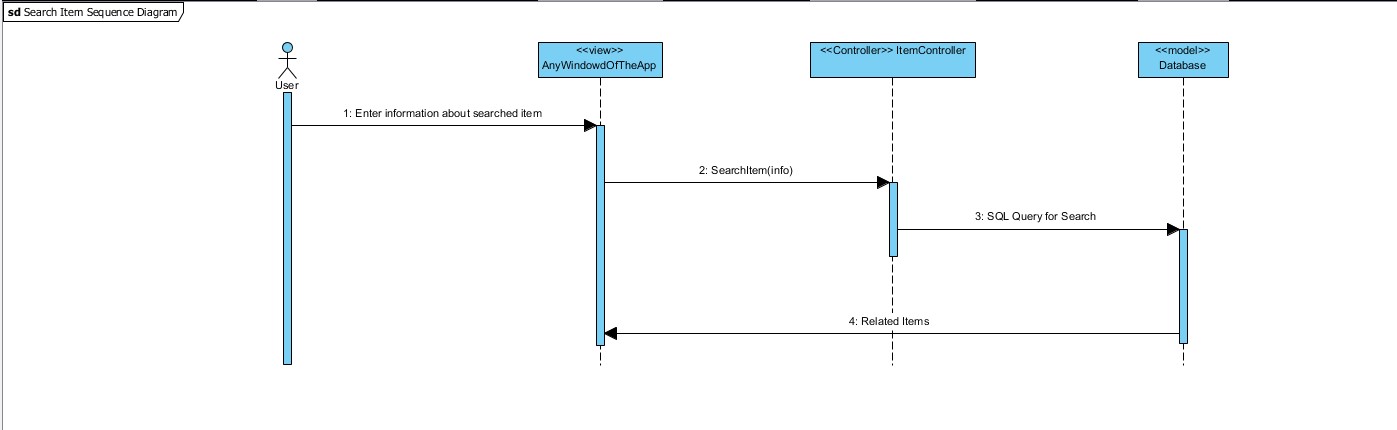 sd Search Item Sequence Diagram
<<view>>
AnyWindowdOfTheApp
<<Controller>> ItemController
<<model>>
Database
User
1: Enter information about searched item
2: SearchItem(info)
3: SQL Query for Search
4: Related Items